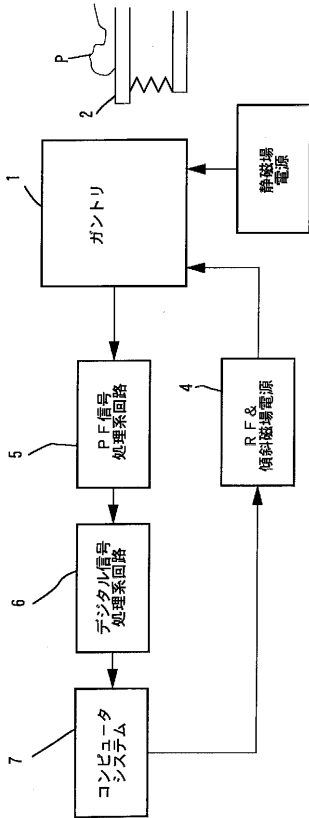 P
2
1
ガントリ
静磁場
電源
5
PF信号
処理系回路
4
RF&
傾斜磁場電源
6
デジタル信号
処理系回路
7
コンピュータ
システム